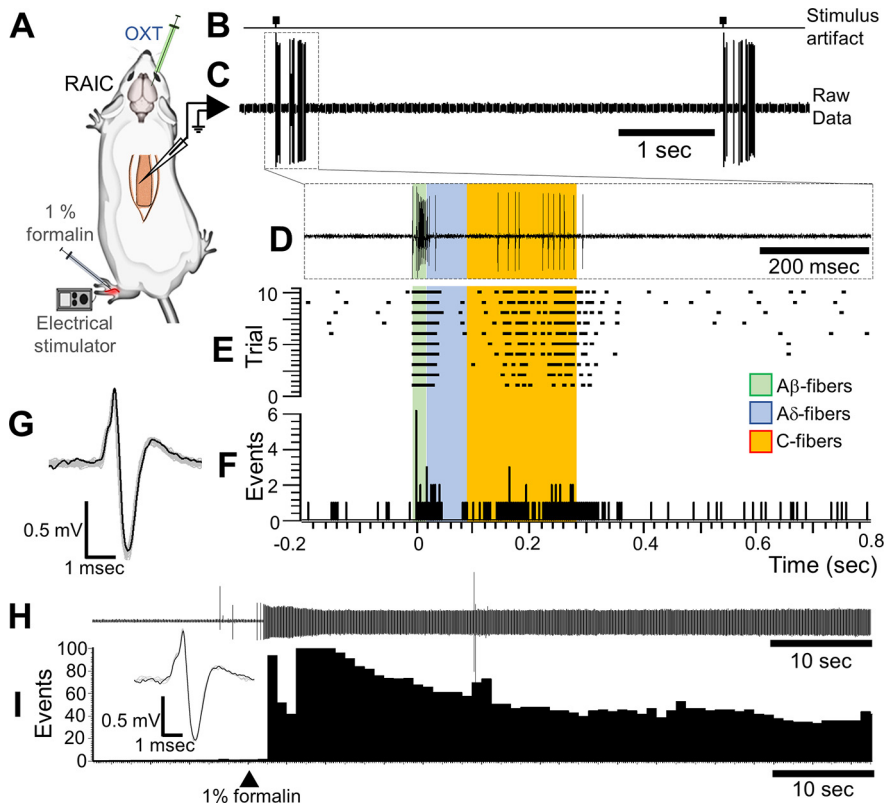 A
OXT
RAIC
1 %
formalin
Electrical
stimulator
B
Stimulus
artifact
C
Raw
Data
1 sec
D
200 msec
E
Trial
10
5
0
Aβ-fibers
Aδ-fibers
C-fibers
F
Events
6
4
2
0
-0.2
0
0.2
0.4
0.6
0.8
Time (sec)
G
0.5 mV
1 msec
H
10 sec
I
Events
100
80
60
40
20
0
0.5 mV
1 msec
1% formalin
10 sec